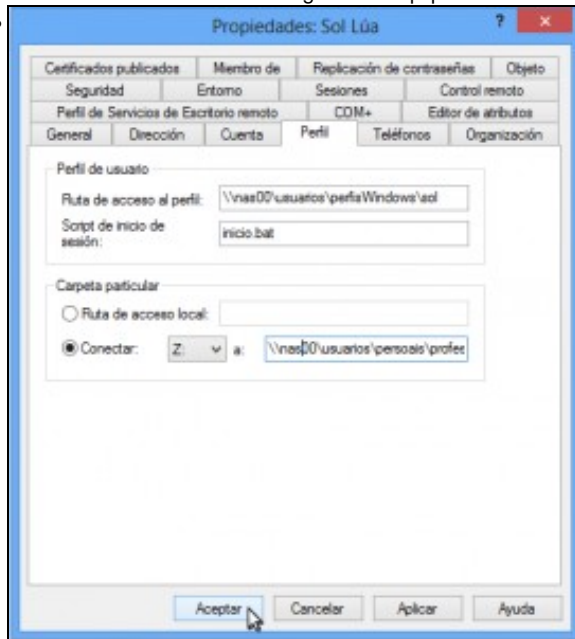 Propiedades: Sol Lúa
?
Certificados publicados Miembro de Replicación de contraseñas Objeto
Seguridad Entorno Sesiones Control remoto
Perfil de Servicios de Escritorio remoto COM+ Editor de atributos
General Dirección Cuenta Perfil Teléfonos Organización
Perfil de usuario
Ruta de acceso al perfil: \\nas00\usuarios\perfisWindows\sol
Script de inicio de
sesión: inicio.bat
Carpeta particular
Ruta de acceso local:
Conectar: Z: a: \\nas00\usuarios\persoais\profes
Aceptar Cancelar Aplicar Ayuda